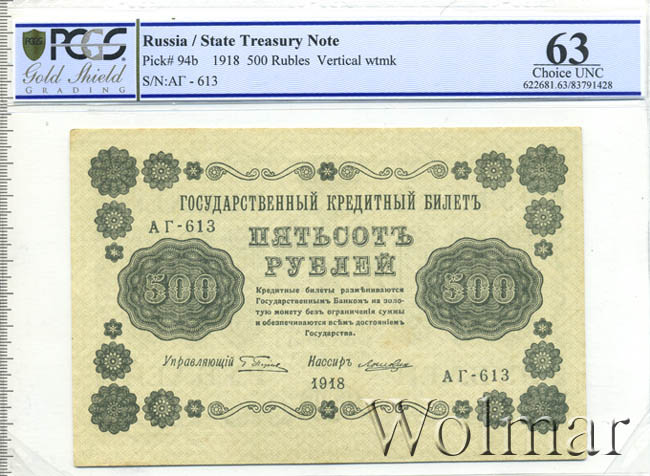 PCGS
Gold Shield
GRADING
Russia / State Treasury Note
Pick# 94b 1918 500 Rubles Vertical wtmk
S/N:АГ - 613
63
Choice UNC
622681.63/83791428
ГОСУДАРСТВЕННЫЙ КРЕДИТНЫЙ БИЛЕТЪ
АГ-613
ПЯТЬСОТЪ
РУБЛЕЙ
500
500
Кредитные билеты размѣниваются
Государственнымъ Банкомъ на золо-
тую монету безъ ограниченія суммы
и обезпечиваются всѣмъ достояніемъ
Государства.
Управляющій
Кассиръ
1918
АГ-613
Wolmar